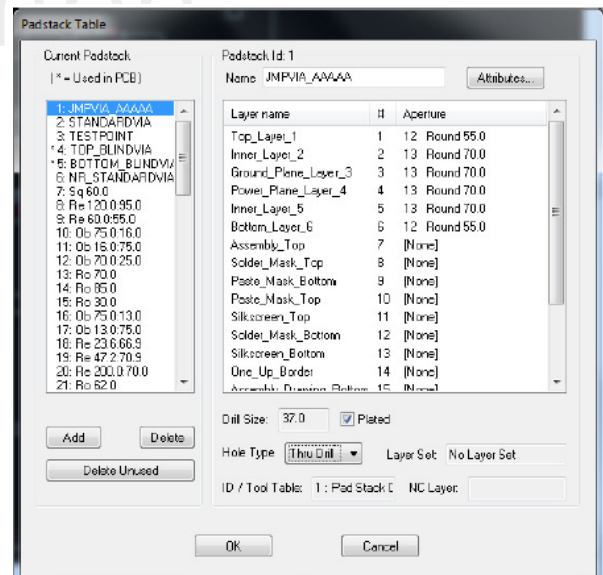 Padstack Table
Current Padstack
( * = Used in PCB )
1: JMPVIA_AAAAA
2: STANDARDVIA
3: TESTPOINT
* 4: TOP_BLINDVIA
* 5: BOTTOM_BLINDVIA
6: NR_STANDARDVIA
7: Sq 60.0
8: Re 120.0:95.0
9: Re 60.0:55.0
10: Ob 75.0:16.0
11: Ob 16.0:75.0
12: Ob 70.0:25.0
13: Ro 70.0
14: Ro 85.0
15: Ro 30.0
16: Ob 75.0:13.0
17: Ob 13.0:75.0
18: Re 23.6:66.9
19: Re 47.2:70.9
20: Re 200.0:70.0
21: Ro 62.0
Add Delete
Delete Unused
Padstack Id: 1
Name JMPVIA_AAAAA Attributes...
Layer name # Aperture
Top_Layer_1 1 12 Round 55.0
Inner_Layer_2 2 13 Round 70.0
Ground_Plane_Layer_3 3 13 Round 70.0
Power_Plane_Layer_4 4 13 Round 70.0
Inner_Layer_5 5 13 Round 70.0
Bottom_Layer_6 6 12 Round 55.0
Assembly_Top 7 [None]
Solder_Mask_Top 8 [None]
Paste_Mask_Bottom 9 [None]
Paste_Mask_Top 10 [None]
Silkscreen_Top 11 [None]
Solder_Mask_Bottom 12 [None]
Silkscreen_Bottom 13 [None]
One_Up_Border 14 [None]
Assembly_Drawing_Bottom 15 [None]
Drill Size: 37.0 Plated
Hole Type Thru Drill Layer Set: No Layer Set
ID / Tool Table: 1 : Pad Stack D NC Layer:
OK Cancel